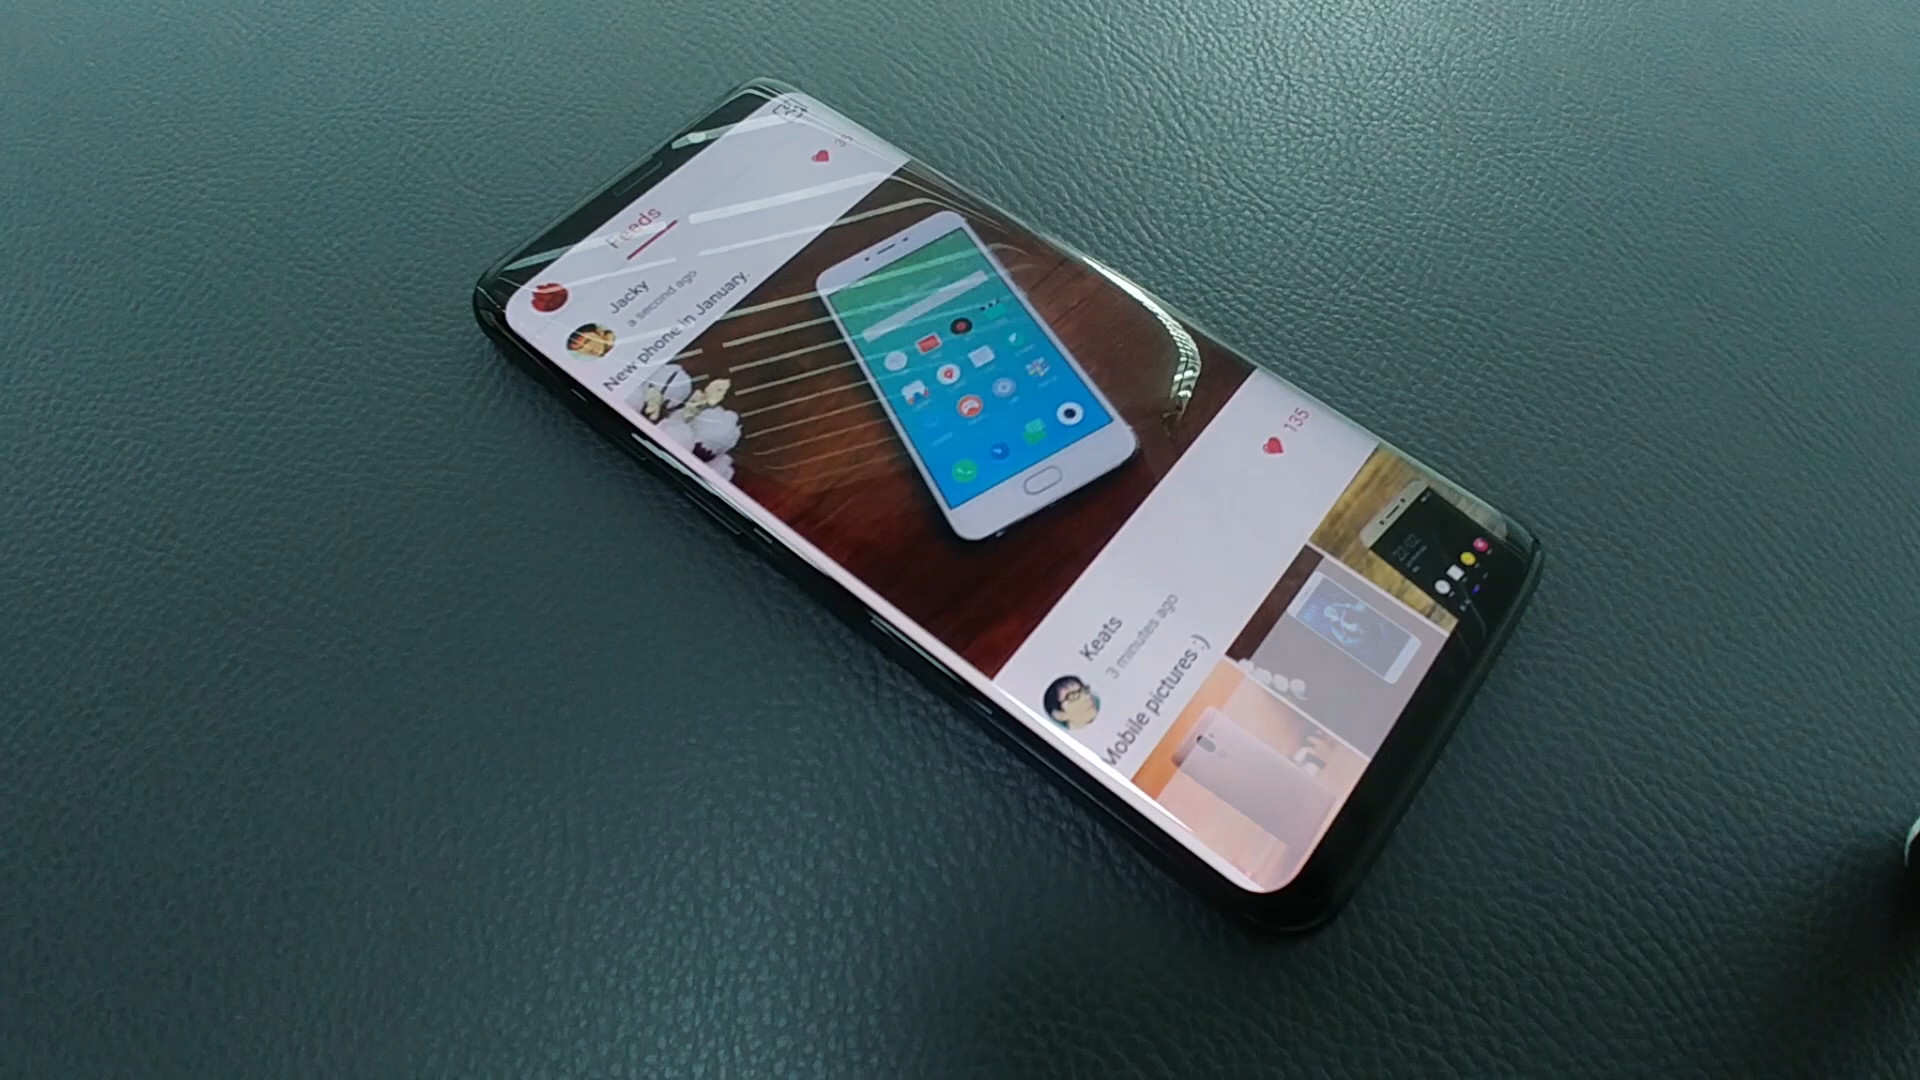 Feeds
Jacky
a second ago
New phone in January.
135
Keats
3 minutes ago
Mobile pictures :)